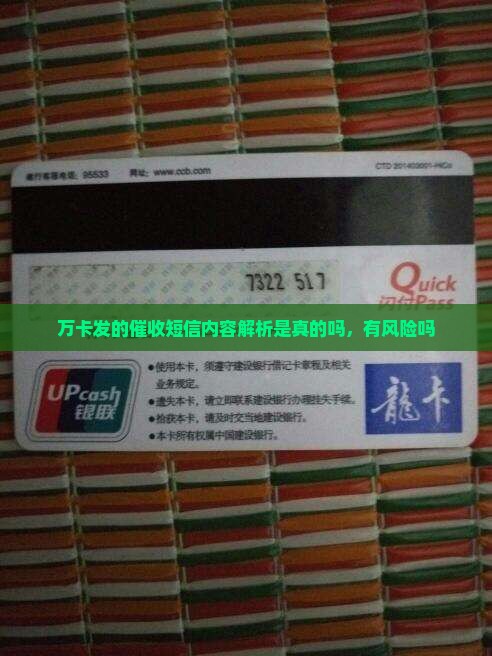 银行客服电话：95533 网址：www.ccb.com
CTD 201403001-HiCo
7322 517
Quick
闪付Pass
万卡发的催收短信内容解析是真的吗，有风险吗
UPcash
银联
●使用本卡，须遵守建设银行借记卡章程及相关
业务规定。
●遗失本卡，请立即联系建设银行办理挂失手续。
●拾获本卡，请及时交当地建设银行。
●本卡所有权属中国建设银行。
龙卡